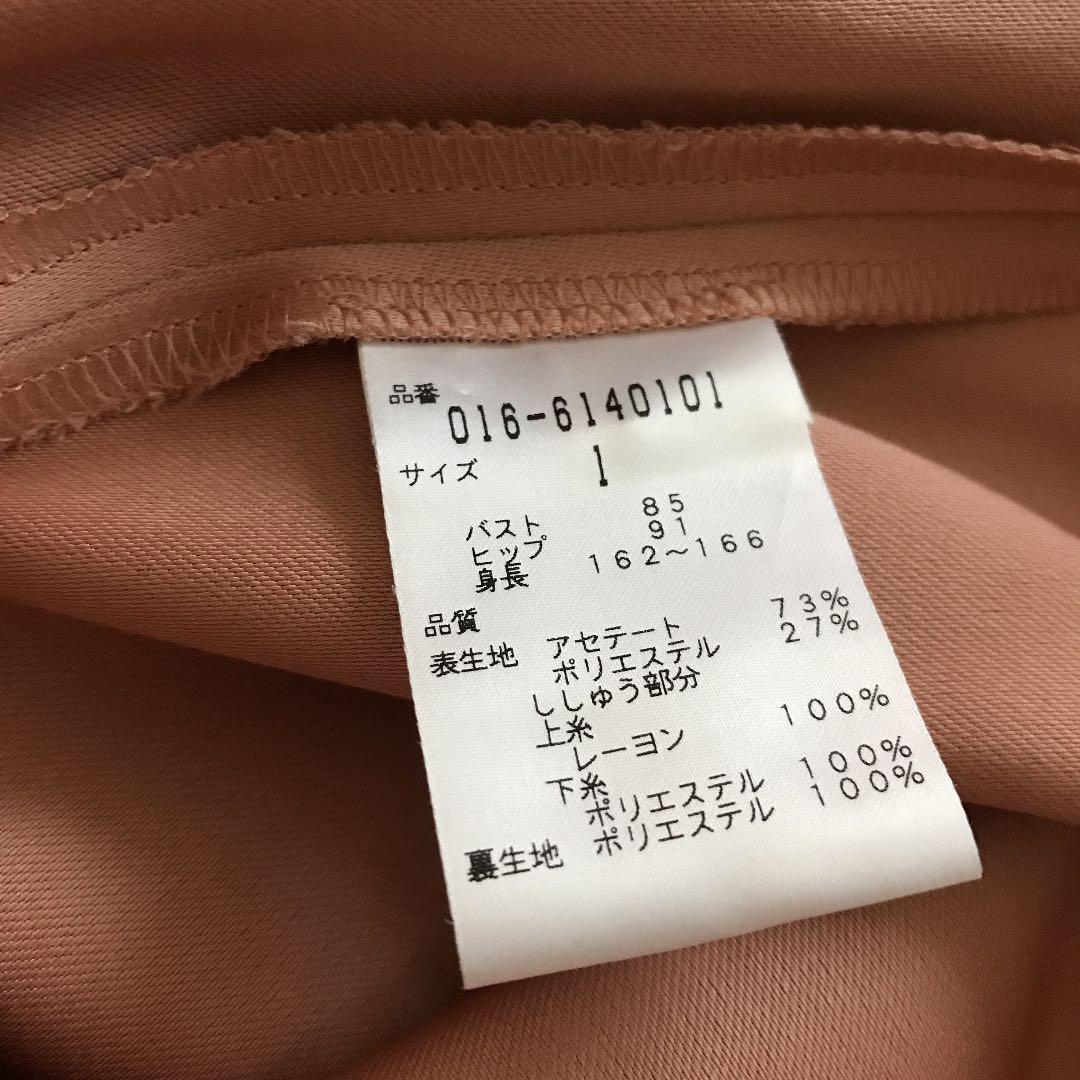 品番 016-6140101
サイズ 1
バスト 85
ヒップ 91
身長 162～166
品質
表生地 アセテート 73%
ポリエステル 27%
ししゅう部分
上糸
レーヨン 100%
下糸
ポリエステル 100%
裏生地 ポリエステル 100%